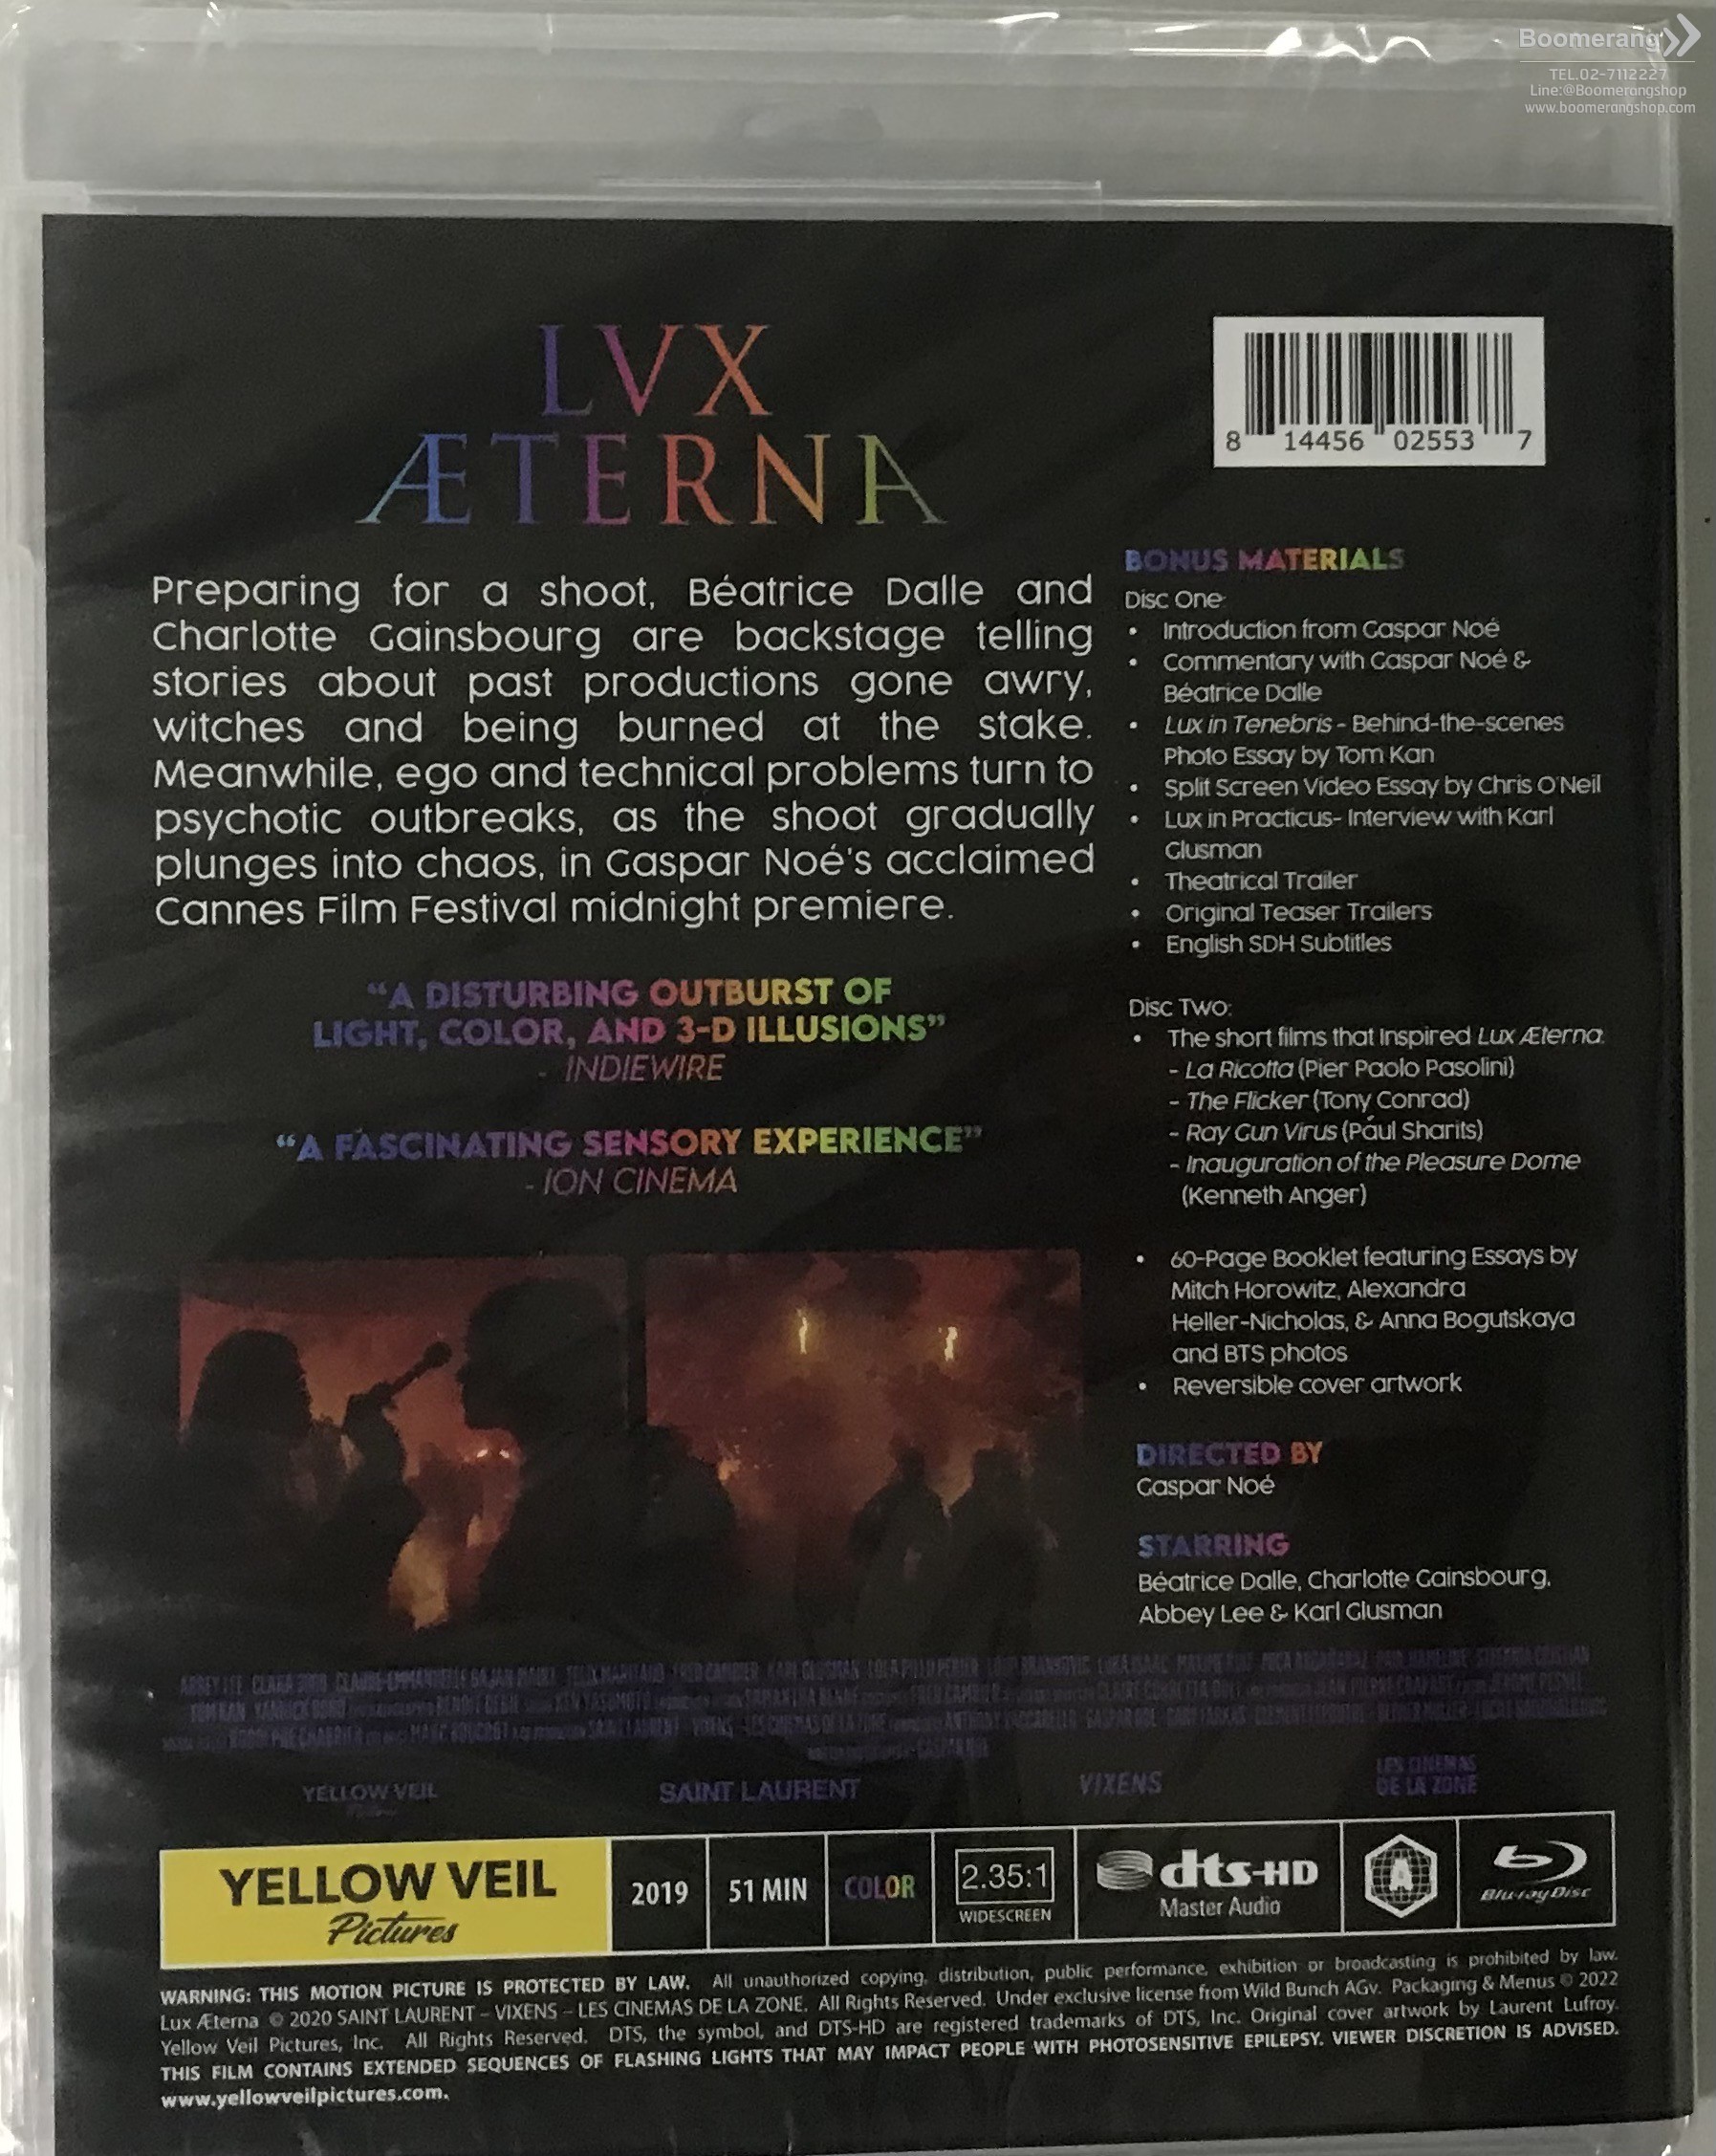 Boomerang
TEL.02-7112227
Line:@Boomerangshop
www.boomerangshop.com
LVX
ÆTERNA
8 14456 02553 7
Preparing for a shoot, Béatrice Dalle and
Charlotte Gainsbourg are backstage telling
stories about past productions gone awry,
witches and being burned at the stake.
Meanwhile, ego and technical problems turn to
psychotic outbreaks, as the shoot gradually
plunges into chaos, in Gaspar Noé's acclaimed
Cannes Film Festival midnight premiere.
“A DISTURBING OUTBURST OF
LIGHT, COLOR, AND 3-D ILLUSIONS”
- INDIEWIRE
“A FASCINATING SENSORY EXPERIENCE”
- ION CINEMA
BONUS MATERIALS
Disc One:
• Introduction from Gaspar Noé
• Commentary with Gaspar Noé &
Béatrice Dalle
• Lux in Tenebris - Behind-the-scenes
Photo Essay by Tom Kan
• Split Screen Video Essay by Chris O'Neil
• Lux in Practicus- Interview with Karl
Glusman
• Theatrical Trailer
• Original Teaser Trailers
• English SDH Subtitles
Disc Two:
• The short films that Inspired Lux Æterna:
- La Ricotta (Pier Paolo Pasolini)
- The Flicker (Tony Conrad)
- Ray Gun Virus (Paul Sharits)
- Inauguration of the Pleasure Dome
(Kenneth Anger)
• 60-Page Booklet featuring Essays by
Mitch Horowitz, Alexandra
Heller-Nicholas, & Anna Bogutskaya
and BTS photos
• Reversible cover artwork
DIRECTED BY
Gaspar Noé
STARRING
Béatrice Dalle, Charlotte Gainsbourg,
Abbey Lee & Karl Glusman
YELLOW VEIL
SAINT LAURENT
VIXENS
LES CINEMAS
DE LA ZONE
YELLOW VEIL
Pictures
2019
51 MIN
COLOR
2.35:1
WIDESCREEN
dts-HD
Master Audio
A
Blu-ray Disc
WARNING: THIS MOTION PICTURE IS PROTECTED BY LAW. All unauthorized copying, distribution, public performance, exhibition or broadcasting is prohibited by law.
Lux Æterna © 2020 SAINT LAURENT – VIXENS – LES CINEMAS DE LA ZONE. All Rights Reserved. Under exclusive license from Wild Bunch AGv. Packaging & Menus © 2022
Yellow Veil Pictures, Inc. All Rights Reserved. DTS, the symbol, and DTS-HD are registered trademarks of DTS, Inc. Original cover artwork by Laurent Lufroy.
THIS FILM CONTAINS EXTENDED SEQUENCES OF FLASHING LIGHTS THAT MAY IMPACT PEOPLE WITH PHOTOSENSITIVE EPILEPSY. VIEWER DISCRETION IS ADVISED.
www.yellowveilpictures.com.